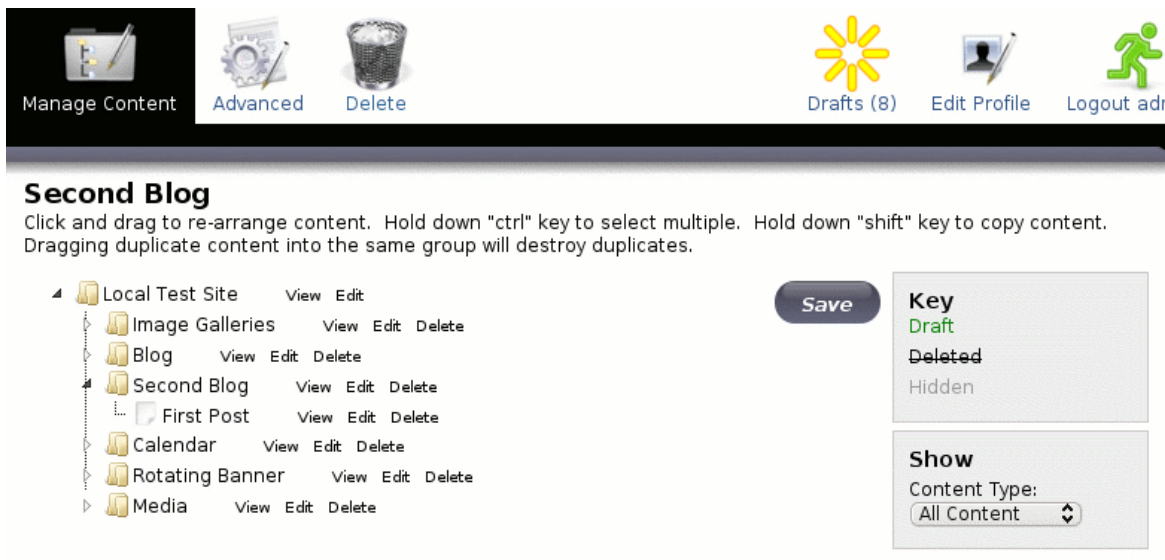 Manage Content Advanced Delete Drafts (8) Edit Profile Logout
Second Blog
Click and drag to re-arrange content. Hold down "ctrl" key to select multiple. Hold down "shift" key to copy content.
Dragging duplicate content into the same group will destroy duplicates.
Local Test Site View Edit
Image Galleries View Edit Delete
Blog View Edit Delete
Second Blog View Edit Delete
First Post View Edit Delete
Calendar View Edit Delete
Rotating Banner View Edit Delete
Media View Edit Delete
Save
Key
Draft
Deleted
Hidden
Show
Content Type:
All Content